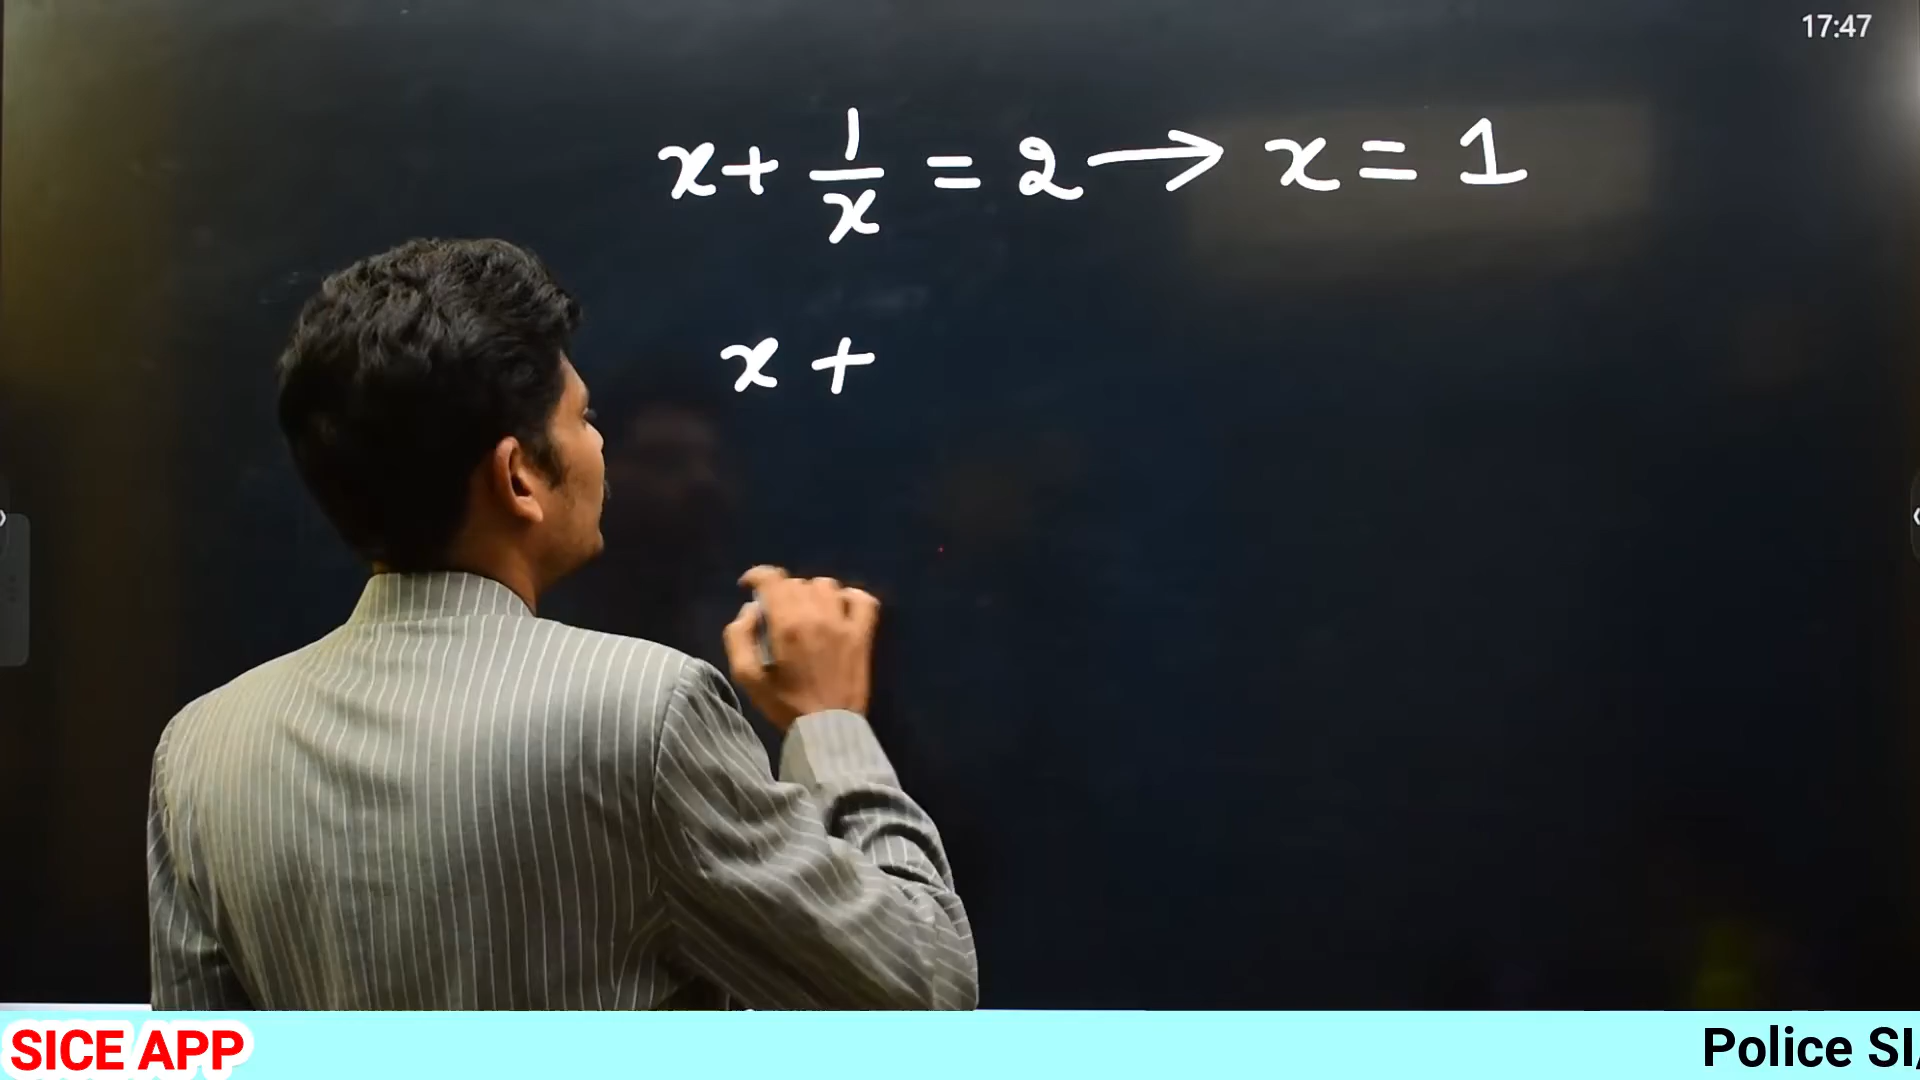 17:47
x + 1/x = 2 → x = 1
x +
SICE APP
Police SI